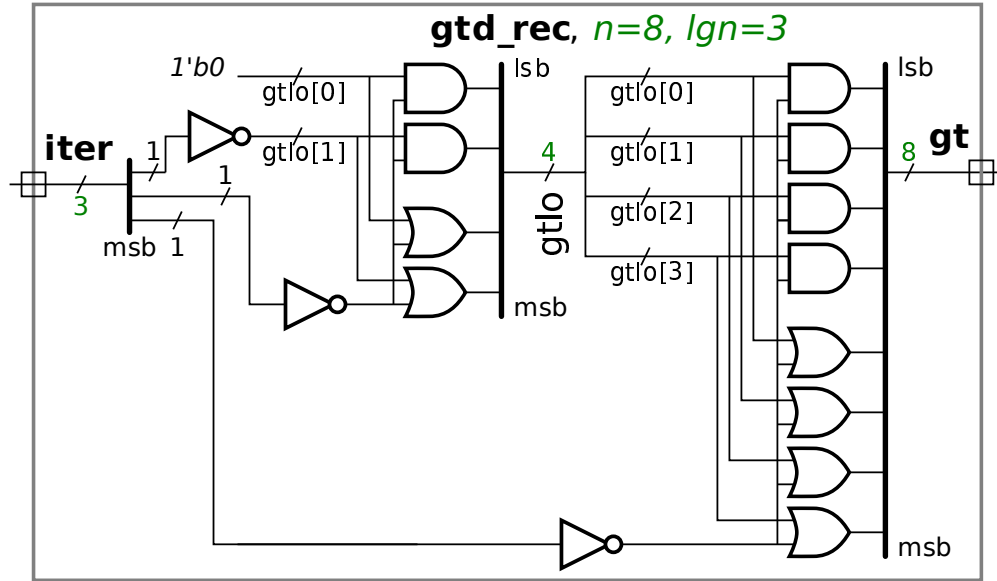 gtd_rec, n=8, lgn=3
1'b0
gtlo[0]
lsb
gtlo[0]
lsb
iter
1
gtlo[1]
4
gtlo[1]
8
gt
3
1
gtlo
gtlo[2]
msb
1
gtlo[3]
msb
msb